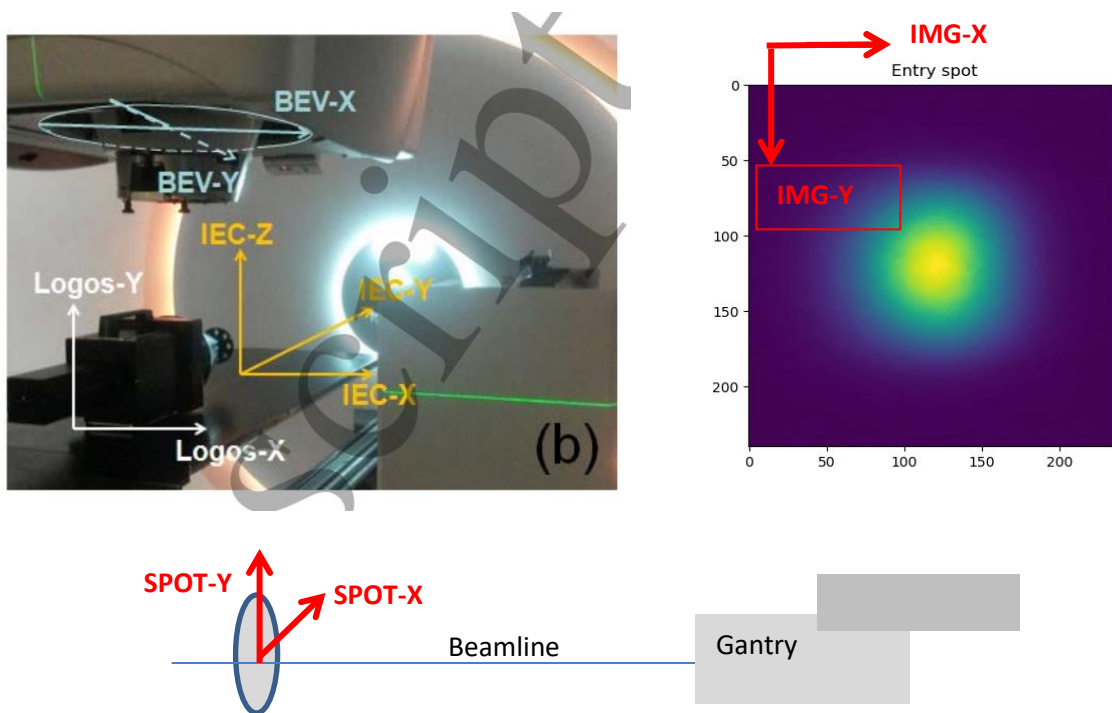 BEV-X
BEV-Y
IEC-Z
Logos-Y
IEC-Y
IEC-X
Logos-X
(b)
script
IMG-X
Entry spot
0
50
IMG-Y
100
150
200
0 50 100 150 200
SPOT-Y
SPOT-X
Beamline
Gantry